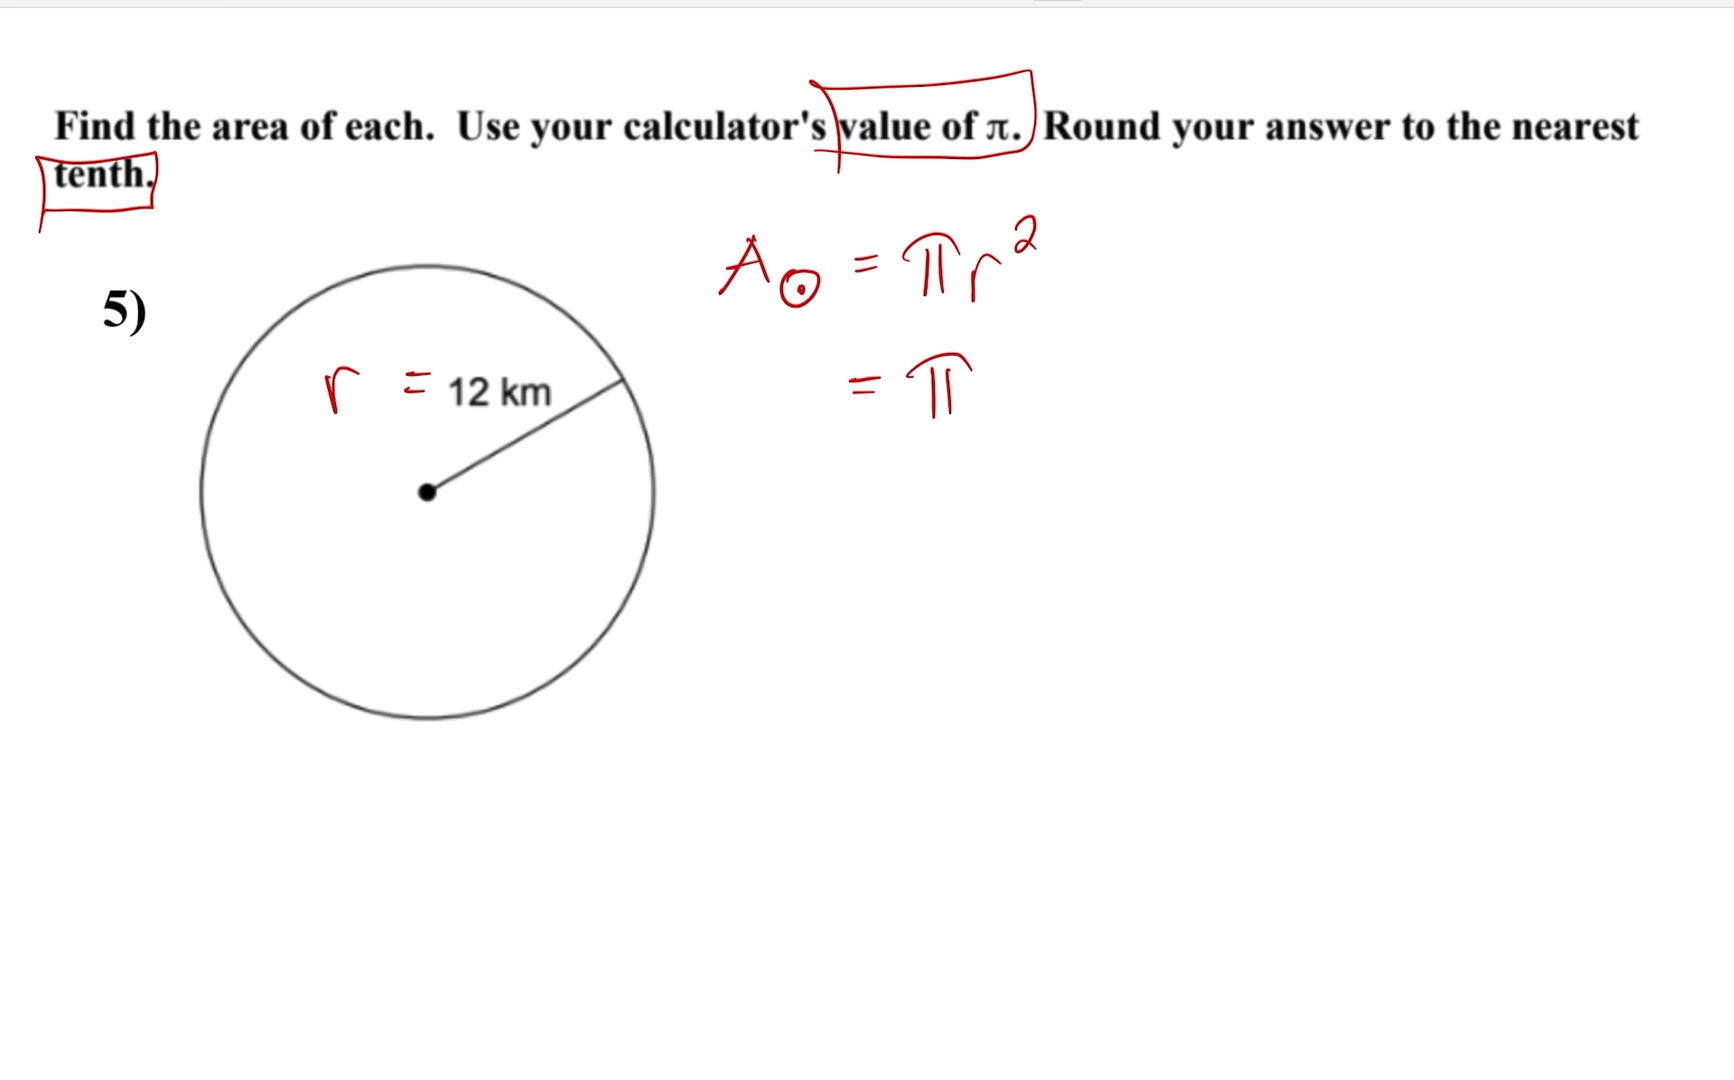 Find the area of each. Use your calculator's value of π. Round your answer to the nearest
tenth.
5)
r = 12 km
A⊙ = πr²
= π